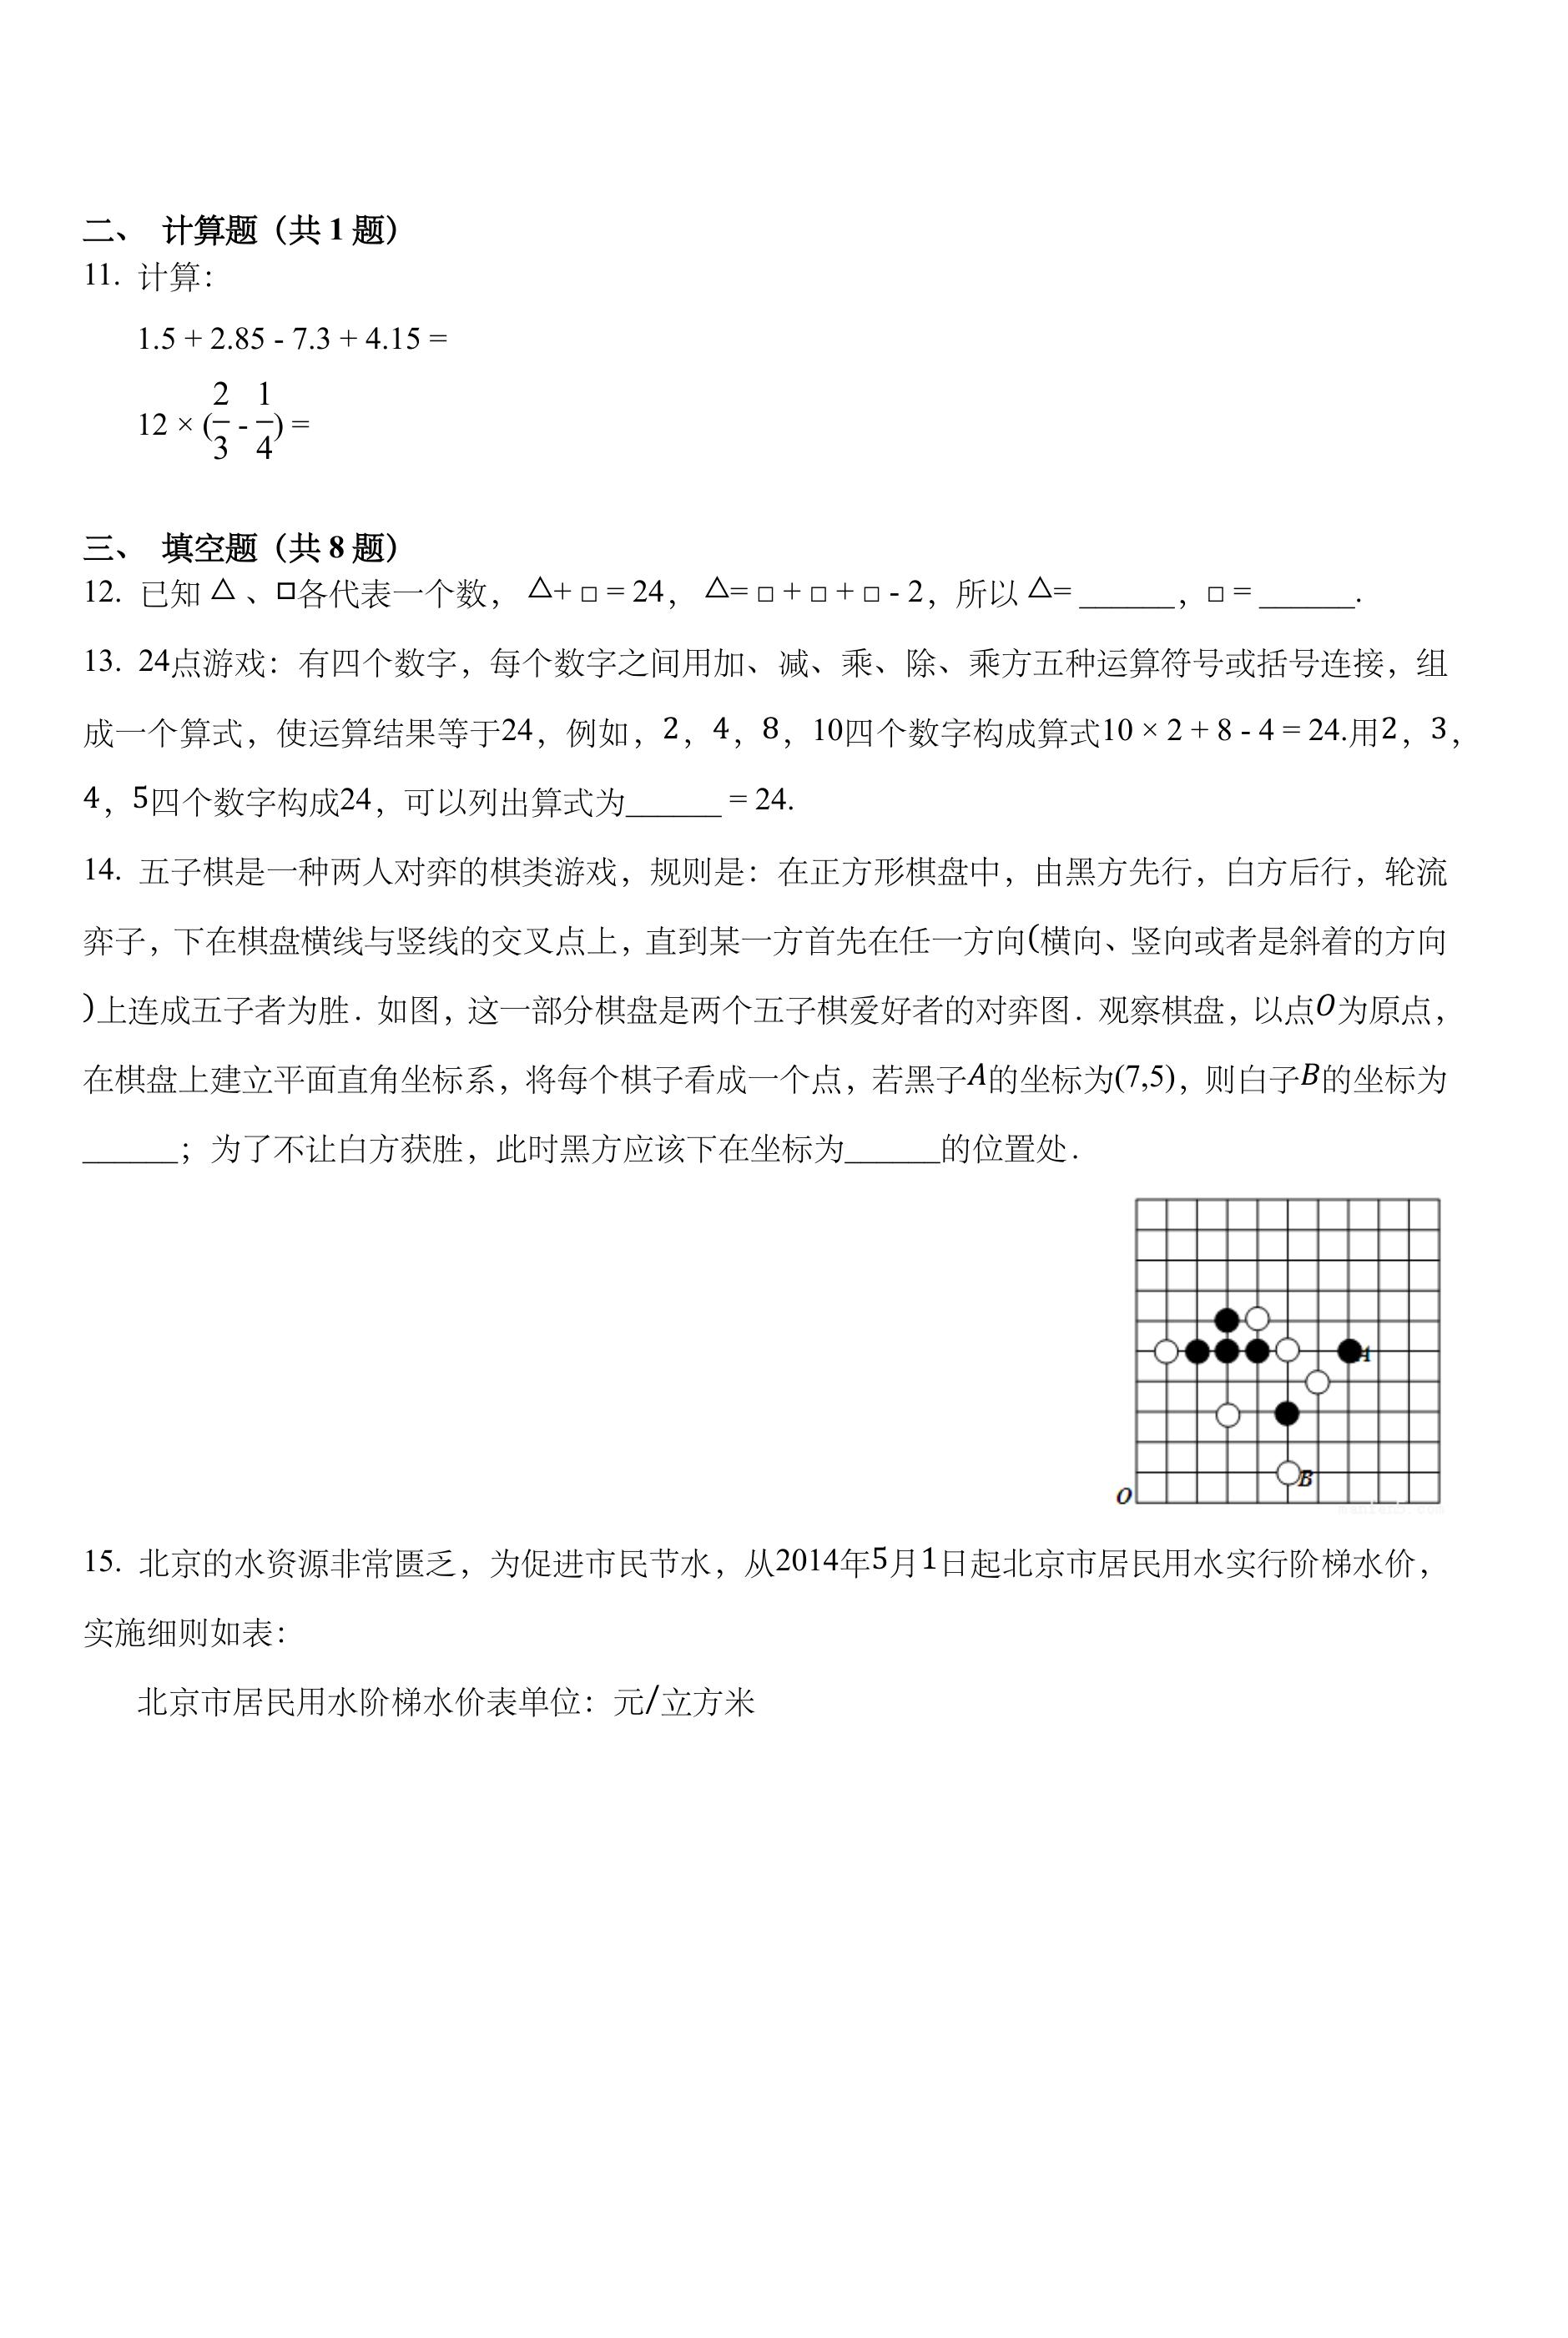 二、 计算题（共 1 题）
11. 计算：
1.5 + 2.85 - 7.3 + 4.15 =
12 × (2/3 - 1/4) =
三、 填空题（共 8 题）
12. 已知 △ 、□各代表一个数， △+ □ = 24， △= □ + □ + □ - 2，所以 △= ______，□ = ______.
13. 24点游戏：有四个数字，每个数字之间用加、减、乘、除、乘方五种运算符号或括号连接，组
成一个算式，使运算结果等于24，例如，2，4，8，10四个数字构成算式10 × 2 + 8 - 4 = 24.用2，3，
4，5四个数字构成24，可以列出算式为______ = 24.
14. 五子棋是一种两人对弈的棋类游戏，规则是：在正方形棋盘中，由黑方先行，白方后行，轮流
弈子，下在棋盘横线与竖线的交叉点上，直到某一方首先在任一方向(横向、竖向或者是斜着的方向
)上连成五子者为胜．如图，这一部分棋盘是两个五子棋爱好者的对弈图．观察棋盘，以点O为原点，
在棋盘上建立平面直角坐标系，将每个棋子看成一个点，若黑子A的坐标为(7,5)，则白子B的坐标为
______；为了不让白方获胜，此时黑方应该下在坐标为______的位置处．
A
B
O
15. 北京的水资源非常匮乏，为促进市民节水，从2014年5月1日起北京市居民用水实行阶梯水价，
实施细则如表：
北京市居民用水阶梯水价表单位：元/立方米